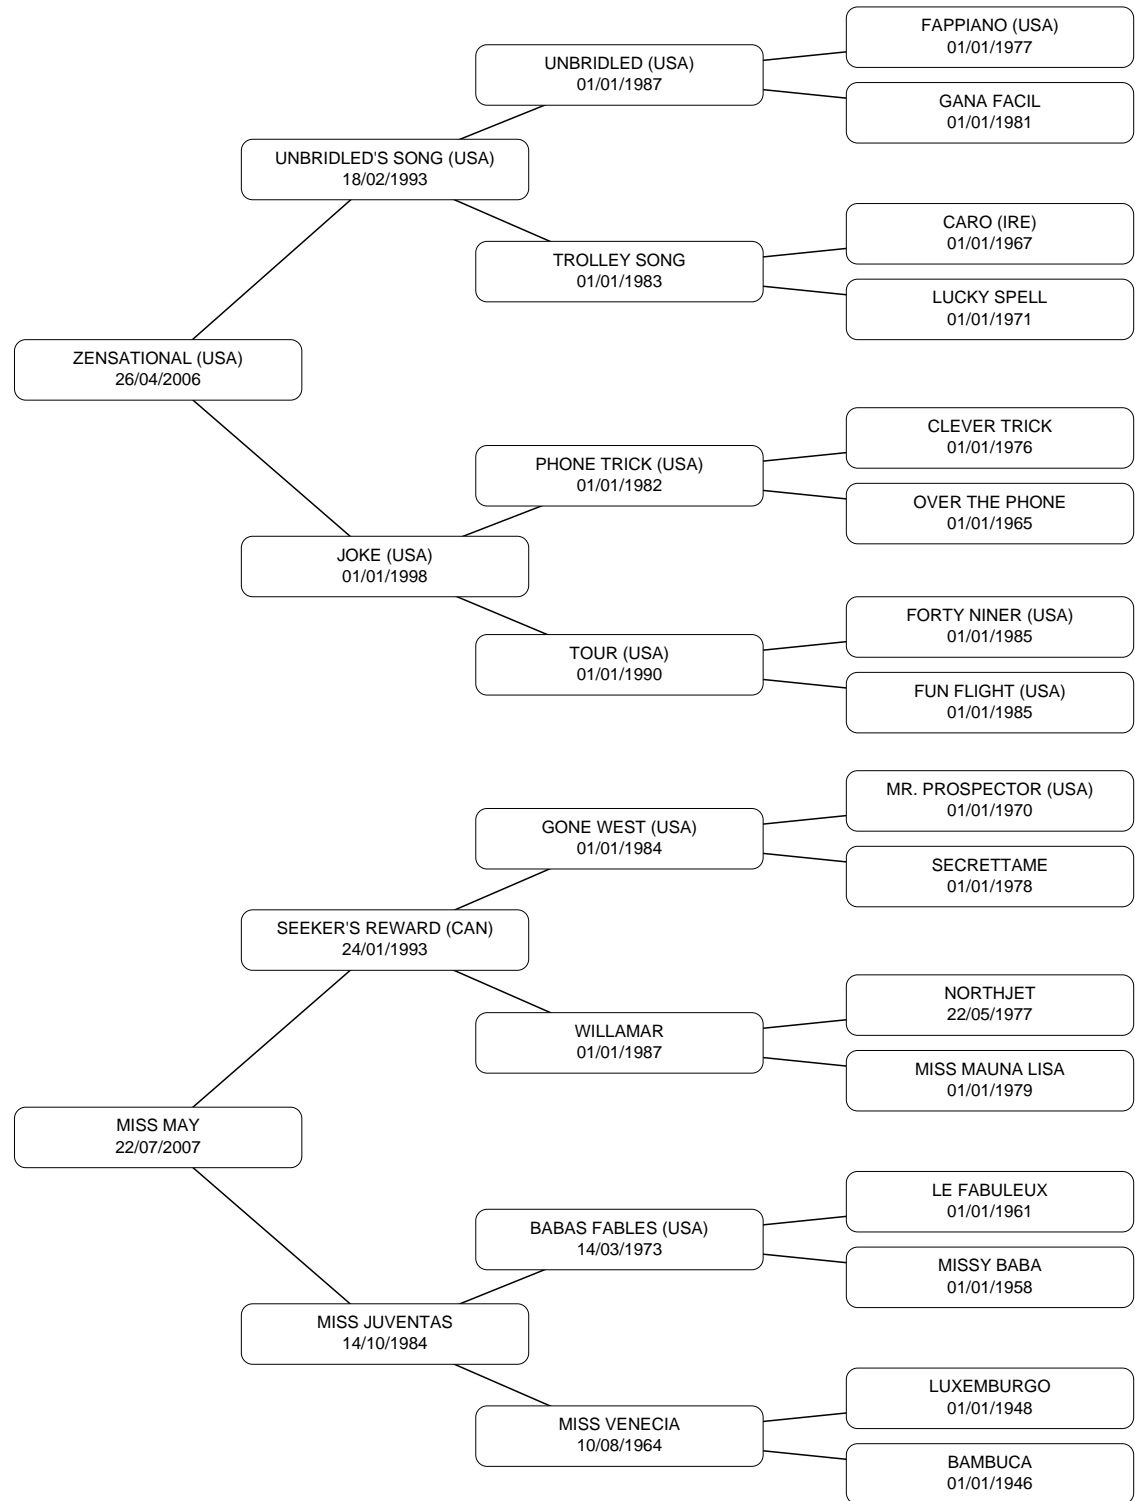 FAPPIANO (USA)
01/01/1977
UNBRIDLED (USA)
01/01/1987
GANA FACIL
01/01/1981
UNBRIDLED'S SONG (USA)
18/02/1993
CARO (IRE)
01/01/1967
TROLLEY SONG
01/01/1983
LUCKY SPELL
01/01/1971
ZENSATIONAL (USA)
26/04/2006
CLEVER TRICK
01/01/1976
PHONE TRICK (USA)
01/01/1982
OVER THE PHONE
01/01/1965
JOKE (USA)
01/01/1998
FORTY NINER (USA)
01/01/1985
TOUR (USA)
01/01/1990
FUN FLIGHT (USA)
01/01/1985
MR. PROSPECTOR (USA)
01/01/1970
GONE WEST (USA)
01/01/1984
SECRETTAME
01/01/1978
SEEKER'S REWARD (CAN)
24/01/1993
NORTHJET
22/05/1977
WILLAMAR
01/01/1987
MISS MAUNA LISA
01/01/1979
MISS MAY
22/07/2007
LE FABULEUX
01/01/1961
BABAS FABLES (USA)
14/03/1973
MISSY BABA
01/01/1958
MISS JUVENTAS
14/10/1984
LUXEMBURGO
01/01/1948
MISS VENECIA
10/08/1964
BAMBUCA
01/01/1946